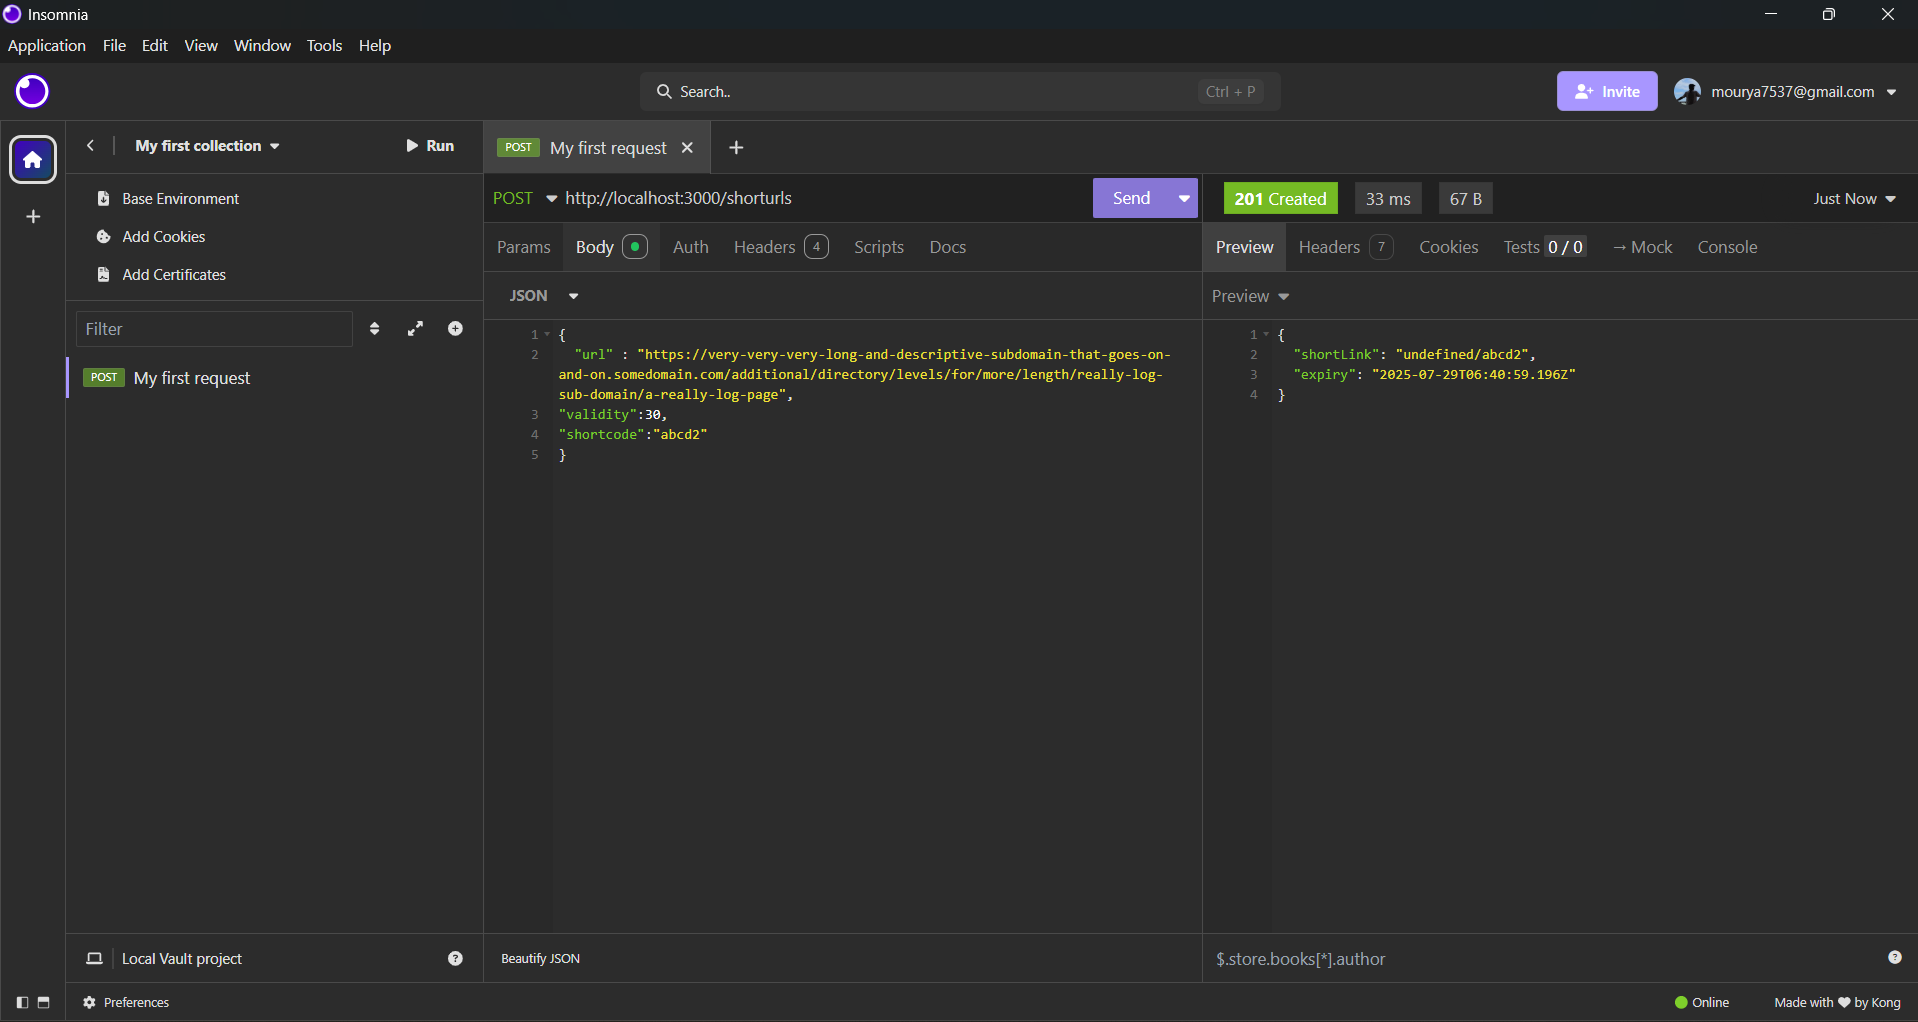 Insomnia
Application File Edit View Window Tools Help
Search.. Ctrl + P
Invite mourya7537@gmail.com
My first collection Run
POST My first request
Base Environment
Add Cookies
Add Certificates
Filter
POST My first request
POST http://localhost:3000/shorturls Send
Params Body Auth Headers 4 Scripts Docs
JSON
1 {
2 "url" : "https://very-very-very-long-and-descriptive-subdomain-that-goes-on-
and-on.somedomain.com/additional/directory/levels/for/more/length/really-log-
sub-domain/a-really-log-page",
3 "validity":30,
4 "shortcode":"abcd2"
5 }
201 Created 33 ms 67 B Just Now
Preview Headers 7 Cookies Tests 0 / 0 → Mock Console
Preview
1 {
2 "shortLink": "undefined/abcd2",
3 "expiry": "2025-07-29T06:40:59.196Z"
4 }
Local Vault project
Beautify JSON
$.store.books[*].author
Preferences
Online Made with ♥ by Kong